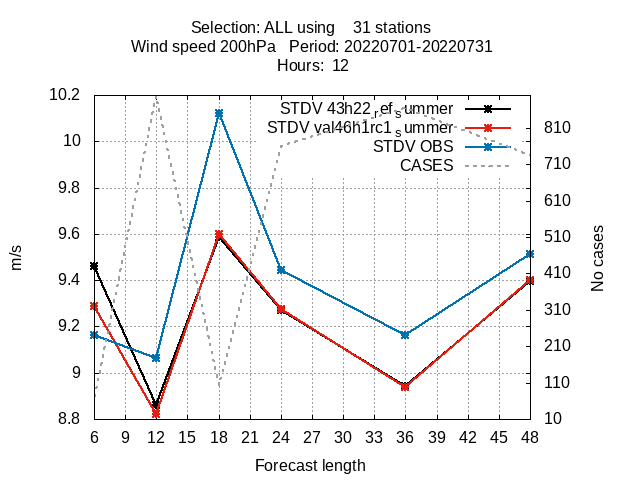 Selection: ALL using    31 stations
Wind speed 200hPa   Period: 20220701-20220731
Hours:  12
STDV 43h22_ref_summer
STDV val46h1rc1_summer
STDV OBS
CASES
10.2
10
9.8
9.6
9.4
9.2
9
8.8
m/s
810
710
610
510
410
310
210
110
10
No cases
6 9 12 15 18 21 24 27 30 33 36 39 42 45 48
Forecast length